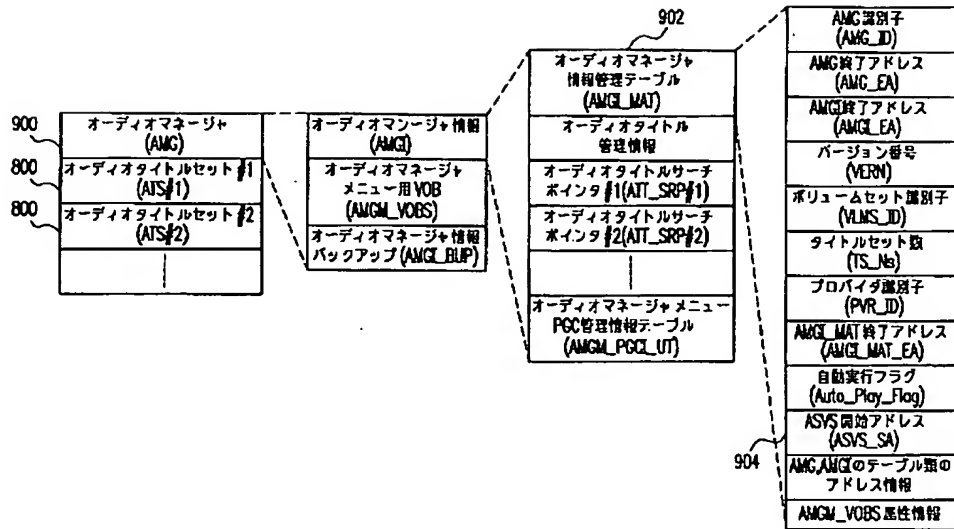 900
オーディオマネージャ
(AMG)
800
オーディオタイトルセット#1
(ATS#1)
800
オーディオタイトルセット#2
(ATS#2)
オーディオマンージャ情報
(AMGI)
オーディオマネージャ
メニュー用VOB
(AMGM_VOBS)
オーディオマネージャ情報
バックアップ(AMGI_BUP)
902
オーディオマネージャ
情報管理テーブル
(AMGI_MAT)
オーディオタイトル
管理情報
オーディオタイトルサーチ
ポインタ#1(ATT_SRP#1)
オーディオタイトルサーチ
ポインタ#2(ATT_SRP#2)
オーディオマネージャメニュー
PGC管理情報テーブル
(AMGM_PGCI_UT)
AMG識別子
(AMG_ID)
AMG終了アドレス
(AMG_EA)
AMGI終了アドレス
(AMGI_EA)
バージョン番号
(VERN)
ボリュームセット識別子
(VLMS_ID)
タイトルセット数
(TS_Ns)
プロバイダ識別子
(PVR_ID)
AMGI_MAT終了アドレス
(AMGI_MAT_EA)
自動実行フラグ
(Auto_Play_Flag)
ASVS開始アドレス
(ASVS_SA)
904
AMG,AMGIのテーブル類の
アドレス情報
AMGM_VOBS属性情報